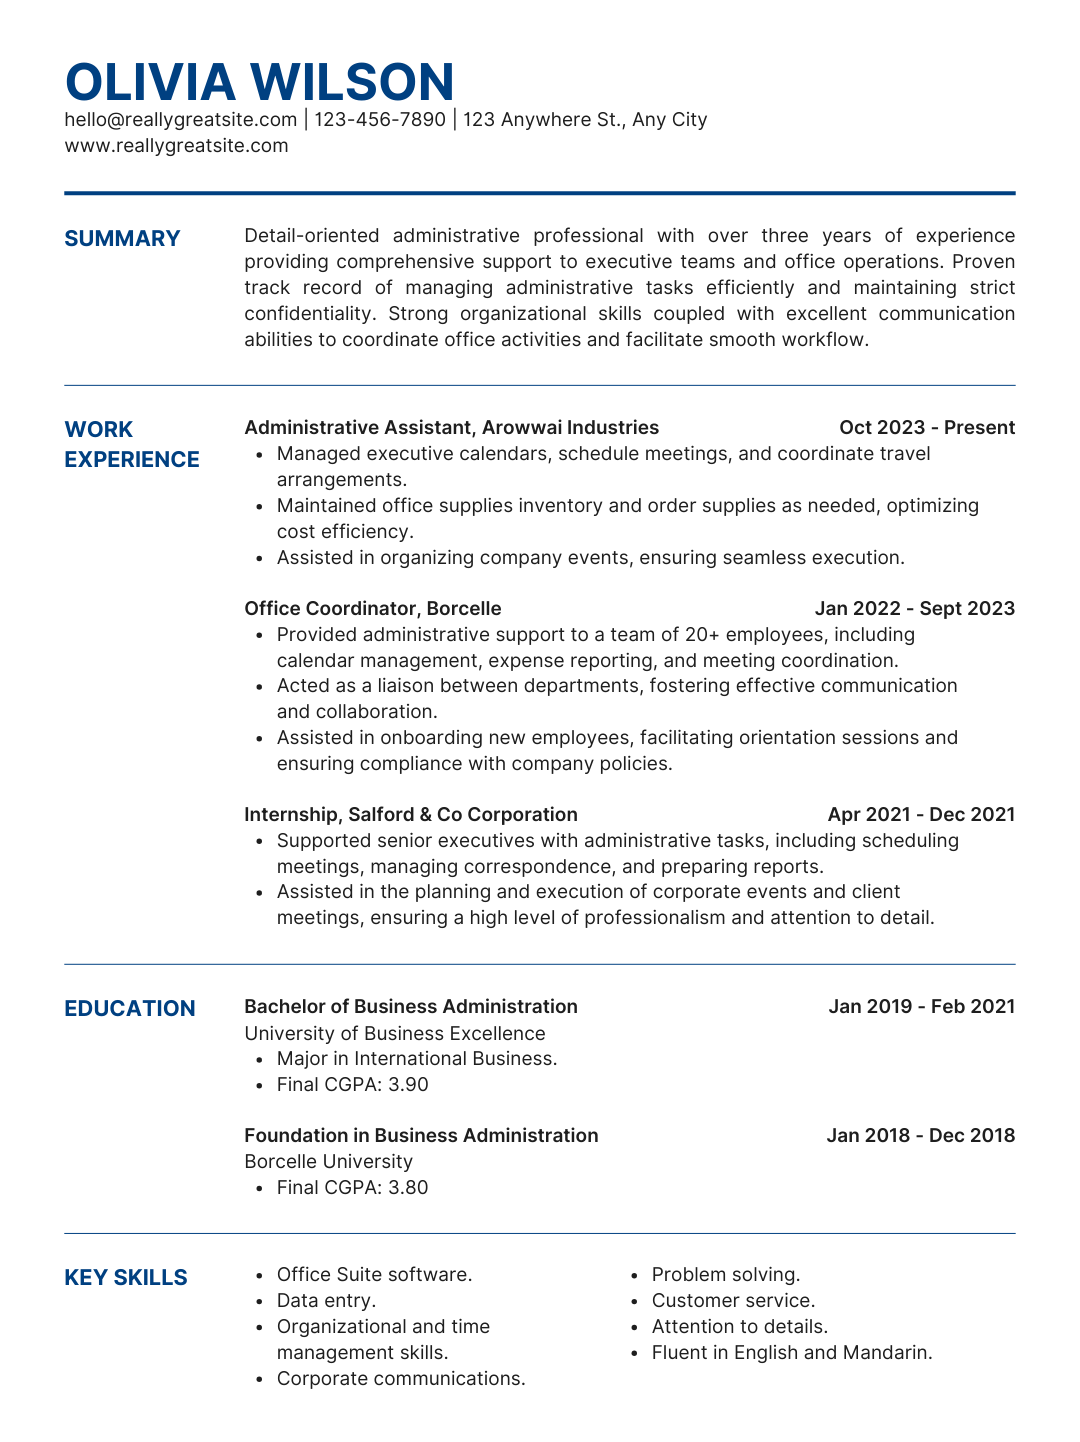 OLIVIA WILSON
hello@reallygreatsite.com | 123-456-7890 | 123 Anywhere St., Any City
www.reallygreatsite.com
SUMMARY
Detail-oriented administrative professional with over three years of experience
providing comprehensive support to executive teams and office operations. Proven
track record of managing administrative tasks efficiently and maintaining strict
confidentiality. Strong organizational skills coupled with excellent communication
abilities to coordinate office activities and facilitate smooth workflow.
WORK
EXPERIENCE
Administrative Assistant, Arowwai Industries Oct 2023 - Present
• Managed executive calendars, schedule meetings, and coordinate travel
arrangements.
• Maintained office supplies inventory and order supplies as needed, optimizing
cost efficiency.
• Assisted in organizing company events, ensuring seamless execution.
Office Coordinator, Borcelle Jan 2022 - Sept 2023
• Provided administrative support to a team of 20+ employees, including
calendar management, expense reporting, and meeting coordination.
• Acted as a liaison between departments, fostering effective communication
and collaboration.
• Assisted in onboarding new employees, facilitating orientation sessions and
ensuring compliance with company policies.
Internship, Salford & Co Corporation Apr 2021 - Dec 2021
• Supported senior executives with administrative tasks, including scheduling
meetings, managing correspondence, and preparing reports.
• Assisted in the planning and execution of corporate events and client
meetings, ensuring a high level of professionalism and attention to detail.
EDUCATION
Bachelor of Business Administration Jan 2019 - Feb 2021
University of Business Excellence
• Major in International Business.
• Final CGPA: 3.90
Foundation in Business Administration Jan 2018 - Dec 2018
Borcelle University
• Final CGPA: 3.80
KEY SKILLS
• Office Suite software.
• Data entry.
• Organizational and time
management skills.
• Corporate communications.
• Problem solving.
• Customer service.
• Attention to details.
• Fluent in English and Mandarin.